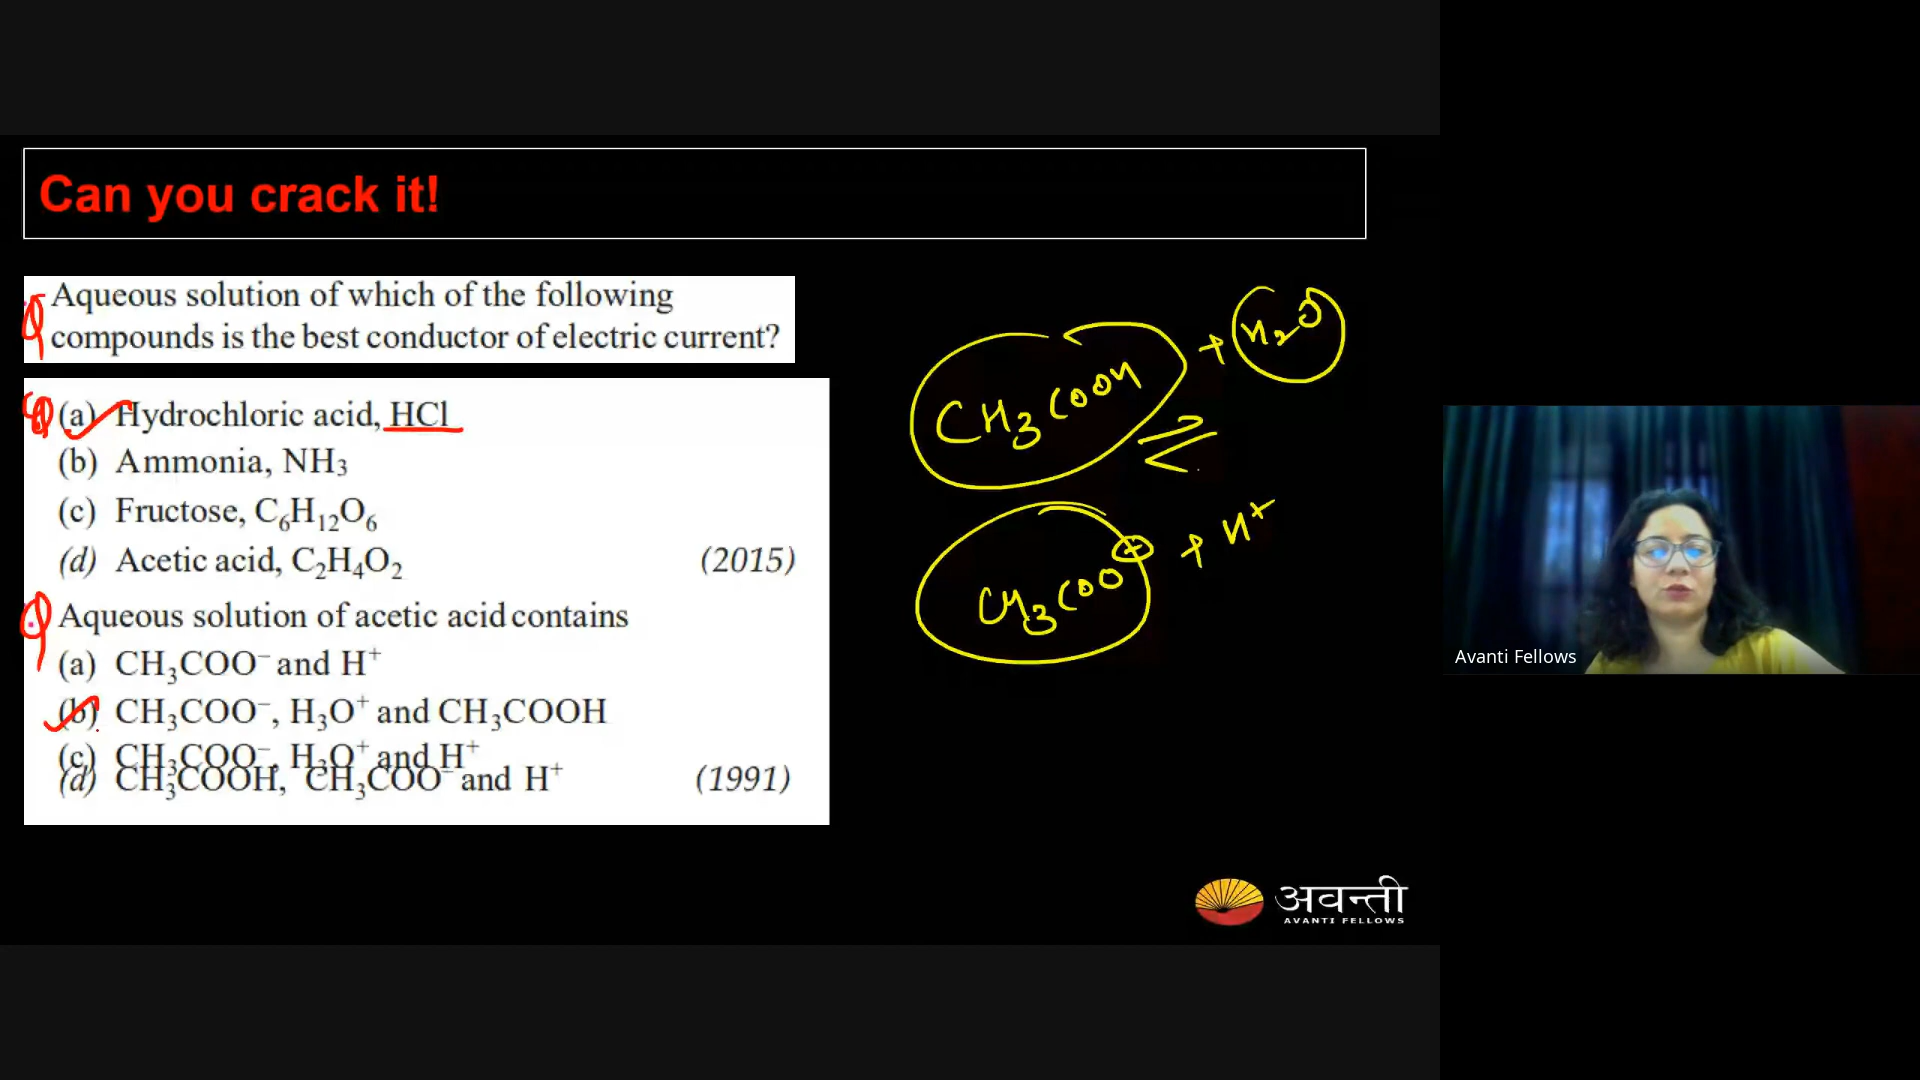 Can you crack it!
Q Aqueous solution of which of the following
compounds is the best conductor of electric current?
(a) Hydrochloric acid, HCl
(b) Ammonia, NH₃
(c) Fructose, C₆H₁₂O₆
(d) Acetic acid, C₂H₄O₂ (2015)
Q Aqueous solution of acetic acid contains
(a) CH₃COO⁻ and H⁺
(b) CH₃COO⁻, H₃O⁺ and CH₃COOH
(c) CH₃COO⁻, H₃O⁺ and H⁺
(d) CH₃COOH, CH₃COO⁻ and H⁺ (1991)
CH₃COOH + H₂O
⇌
CH₃COO⁺ + H⁺
अवन्ती
AVANTI FELLOWS
Avanti Fellows